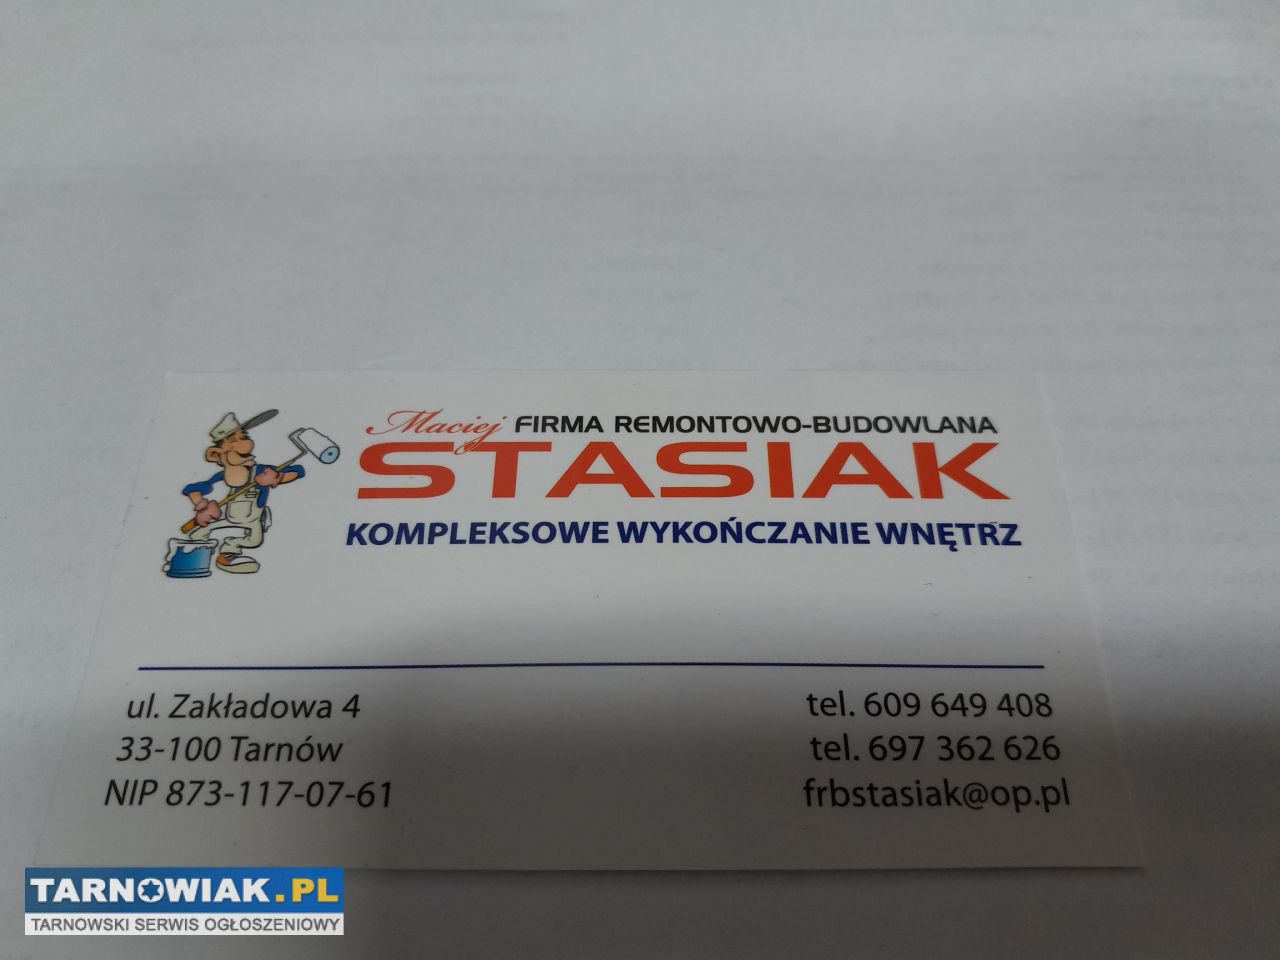 Maciej FIRMA REMONTOWO-BUDOWLANA
STASIAK
KOMPLEKSOWE WYKOŃCZANIE WNĘTRZ
ul. Zakładowa 4
33-100 Tarnów
NIP 873-117-07-61
tel. 609 649 408
tel. 697 362 626
frbstasiak@op.pl
TARNOWIAK.PL
TARNOWSKI SERWIS OGŁOSZENIOWY